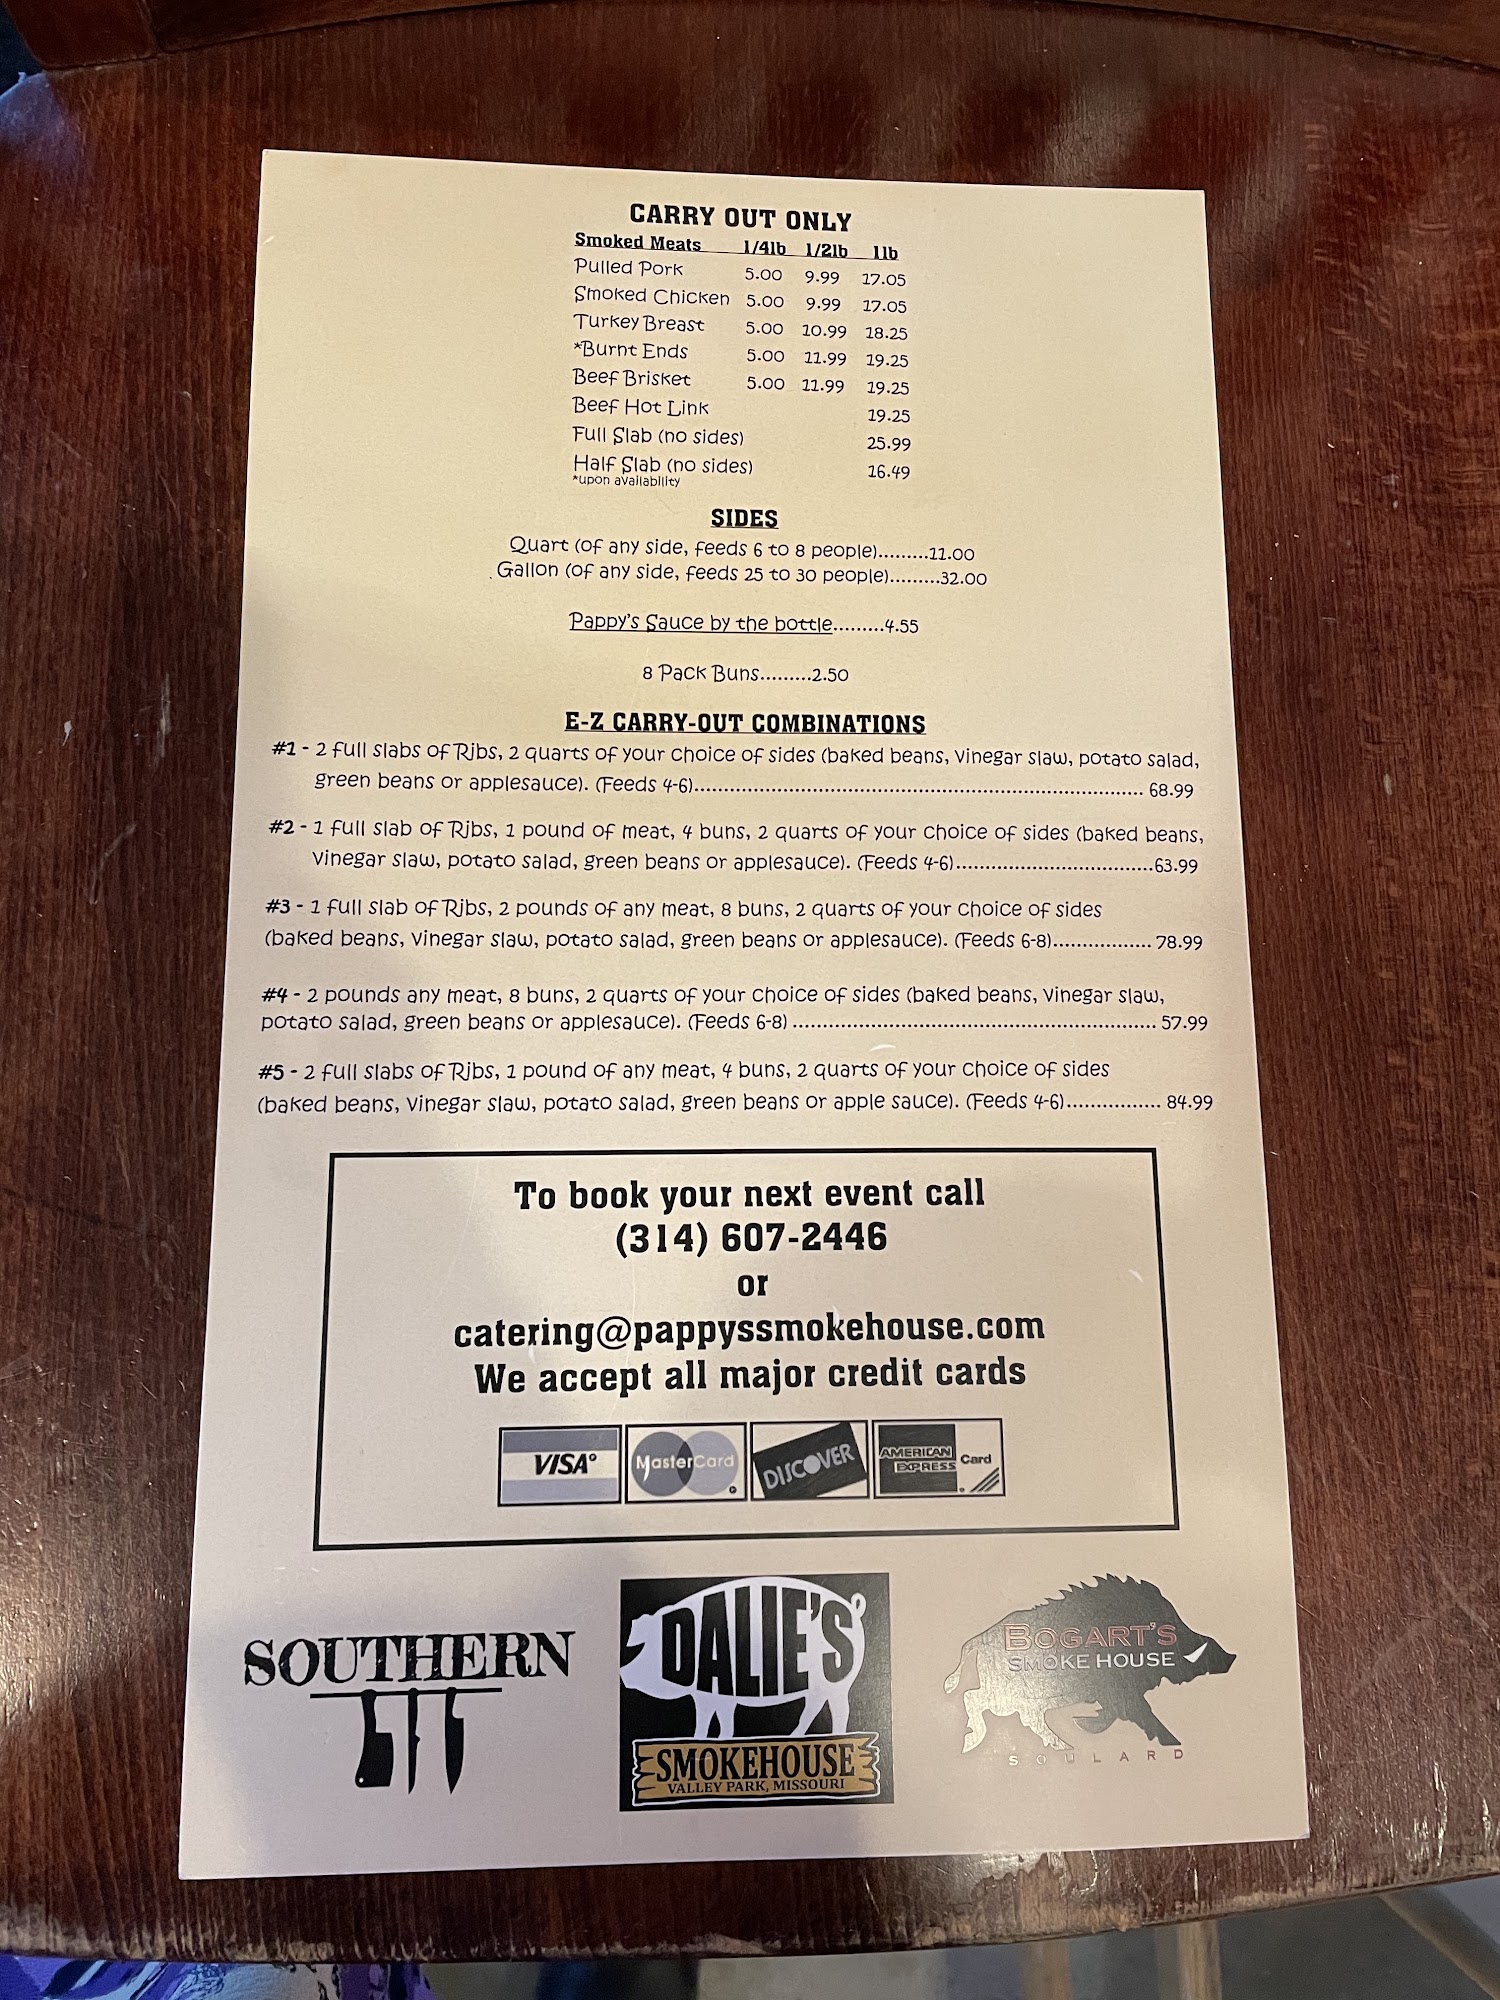 CARRY OUT ONLY
Smoked Meats 1/4lb 1/2lb 1lb
Pulled Pork 5.00 9.99 17.05
Smoked Chicken 5.00 9.99 17.05
Turkey Breast 5.00 10.99 18.25
*Burnt Ends 5.00 11.99 19.25
Beef Brisket 5.00 11.99 19.25
Beef Hot Link 19.25
Full Slab (no sides) 25.99
Half Slab (no sides) 16.49
*upon availability
SIDES
Quart (of any side, feeds 6 to 8 people).........11.00
Gallon (of any side, feeds 25 to 30 people).........32.00
Pappy's Sauce by the bottle.........4.55
8 Pack Buns.........2.50
E-Z CARRY-OUT COMBINATIONS
#1 - 2 full slabs of Ribs, 2 quarts of your choice of sides (baked beans, vinegar slaw, potato salad,
green beans or applesauce). (Feeds 4-6)........................................................................... 68.99
#2 - 1 full slab of Ribs, 1 pound of meat, 4 buns, 2 quarts of your choice of sides (baked beans,
vinegar slaw, potato salad, green beans or applesauce). (Feeds 4-6).................................63.99
#3 - 1 full slab of Ribs, 2 pounds of any meat, 8 buns, 2 quarts of your choice of sides
(baked beans, vinegar slaw, potato salad, green beans or applesauce). (Feeds 6-8)................. 78.99
#4 - 2 pounds any meat, 8 buns, 2 quarts of your choice of sides (baked beans, vinegar slaw,
potato salad, green beans or applesauce). (Feeds 6-8) ............................................................ 57.99
#5 - 2 full slabs of Ribs, 1 pound of any meat, 4 buns, 2 quarts of your choice of sides
(baked beans, vinegar slaw, potato salad, green beans or apple sauce). (Feeds 4-6)................ 84.99
To book your next event call
(314) 607-2446
or
catering@pappyssmokehouse.com
We accept all major credit cards
VISA MasterCard DISCOVER AMERICAN EXPRESS Card
SOUTHERN
DALIE'S
SMOKEHOUSE
VALLEY PARK, MISSOURI
BOGART'S
SMOKE HOUSE
SOULARD